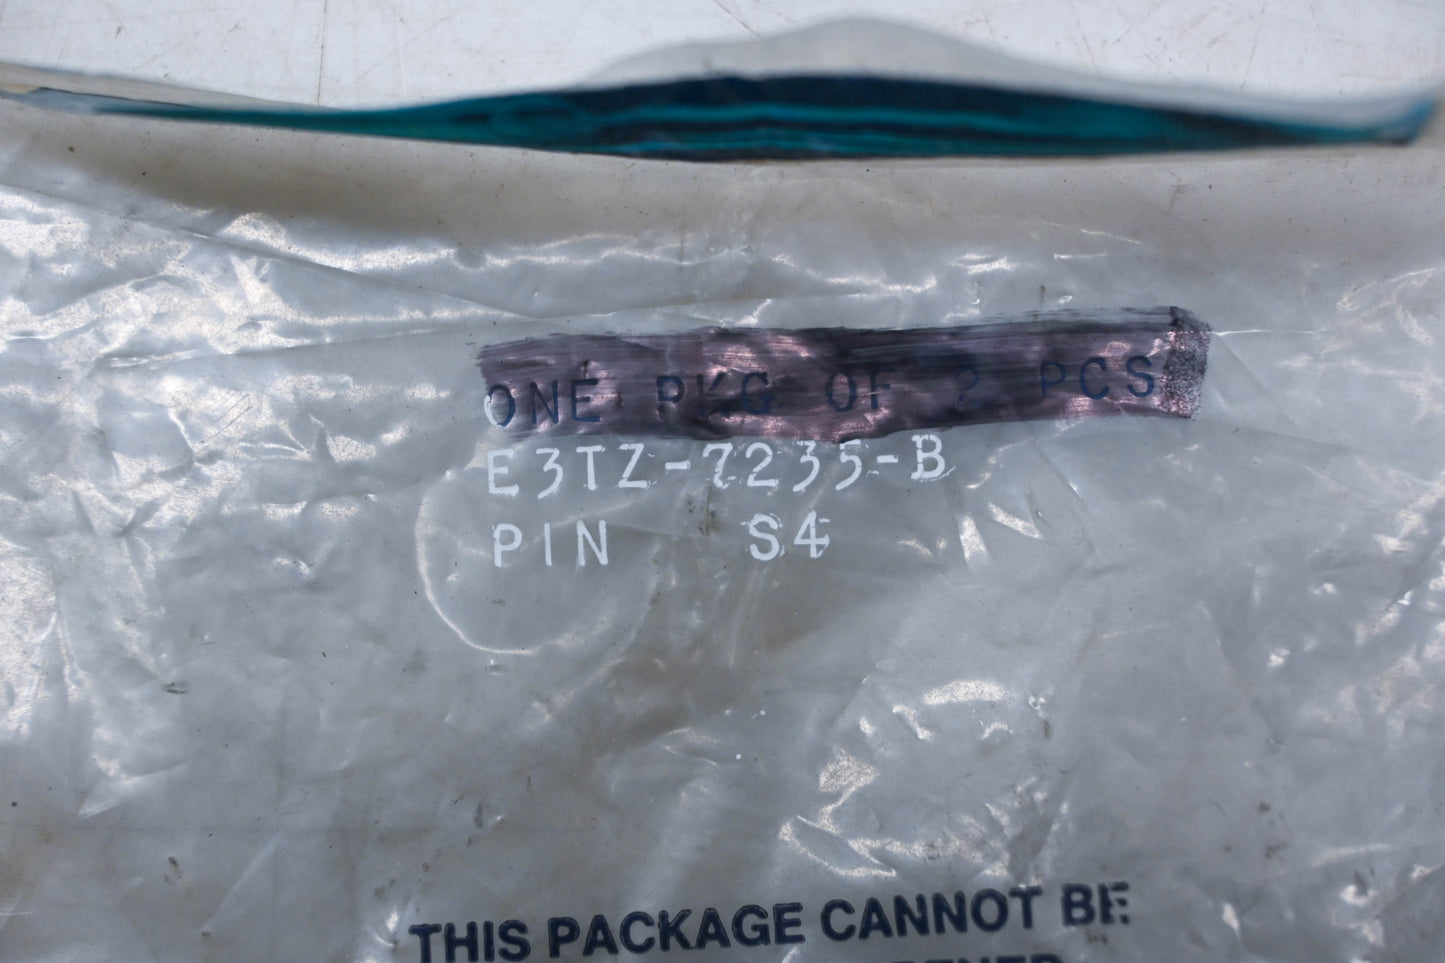 ONE PKG OF 2 PCS
E3TZ-7235-B
PIN S4
THIS PACKAGE CANNOT BE